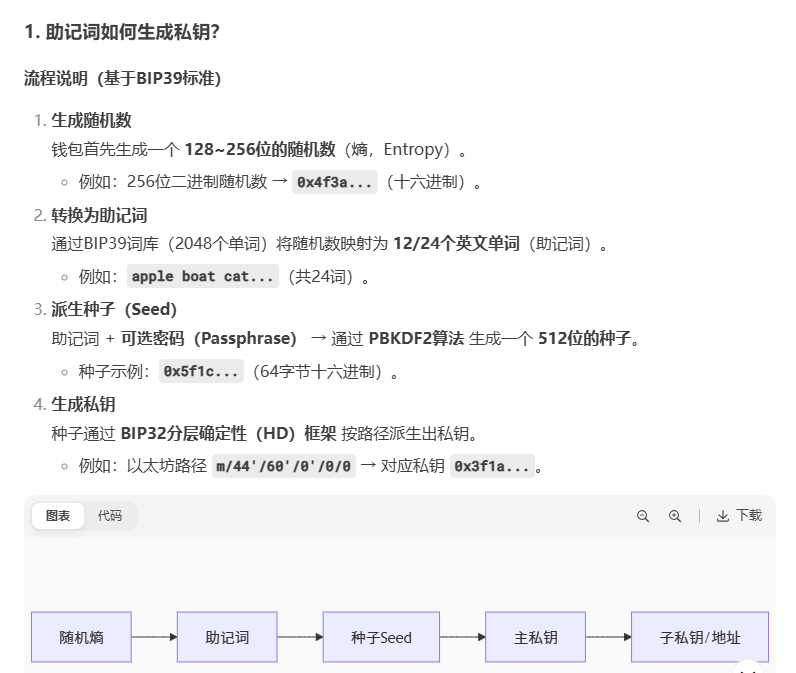 1. 助记词如何生成私钥？
流程说明（基于BIP39标准）
1. 生成随机数
钱包首先生成一个 128~256位的随机数（熵，Entropy）。
例如：256位二进制随机数 → 0x4f3a... （十六进制）。
2. 转换为助记词
通过BIP39词库（2048个单词）将随机数映射为 12/24个英文单词（助记词）。
例如： apple boat cat... （共24词）。
3. 派生种子（Seed）
助记词 + 可选密码（Passphrase） → 通过 PBKDF2算法 生成一个 512位的种子。
种子示例： 0x5f1c... （64字节十六进制）。
4. 生成私钥
种子通过 BIP32分层确定性（HD）框架 按路径派生出私钥。
例如：以太坊路径 m/44'/60'/0'/0/0 → 对应私钥 0x3f1a... 。
图表 代码 下载
随机熵 助记词 种子Seed 主私钥 子私钥/地址